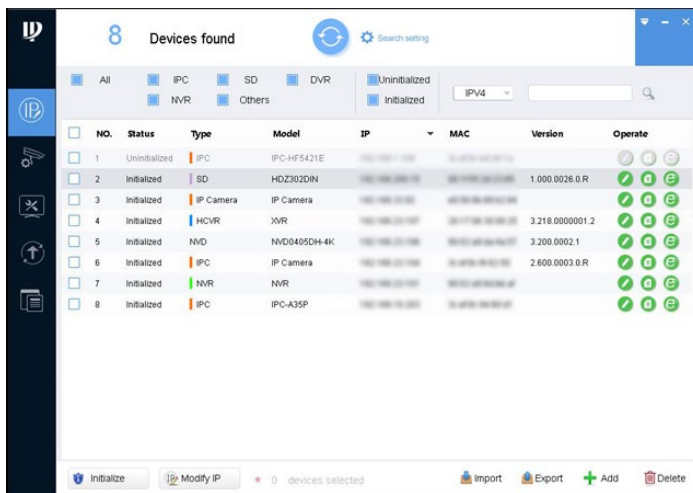 8 Devices found Search setting
All IPC SD DVR Uninitialized
NVR Others Initialized IPV4
NO. Status Type Model IP MAC Version Operate
1 Uninitialized IPC IPC-HF5421E
2 Initialized SD HDZ302DIN 1.000.0026.0.R
3 Initialized IP Camera IP Camera
4 Initialized HCVR XVR 3.218.0000001.2
5 Initialized NVD NVD0405DH-4K 3.200.0002.1
6 Initialized IPC IP Camera 2.600.0003.0.R
7 Initialized NVR NVR
8 Initialized IPC IPC-A35P
Initialize Modify IP * 0 devices selected Import Export Add Delete